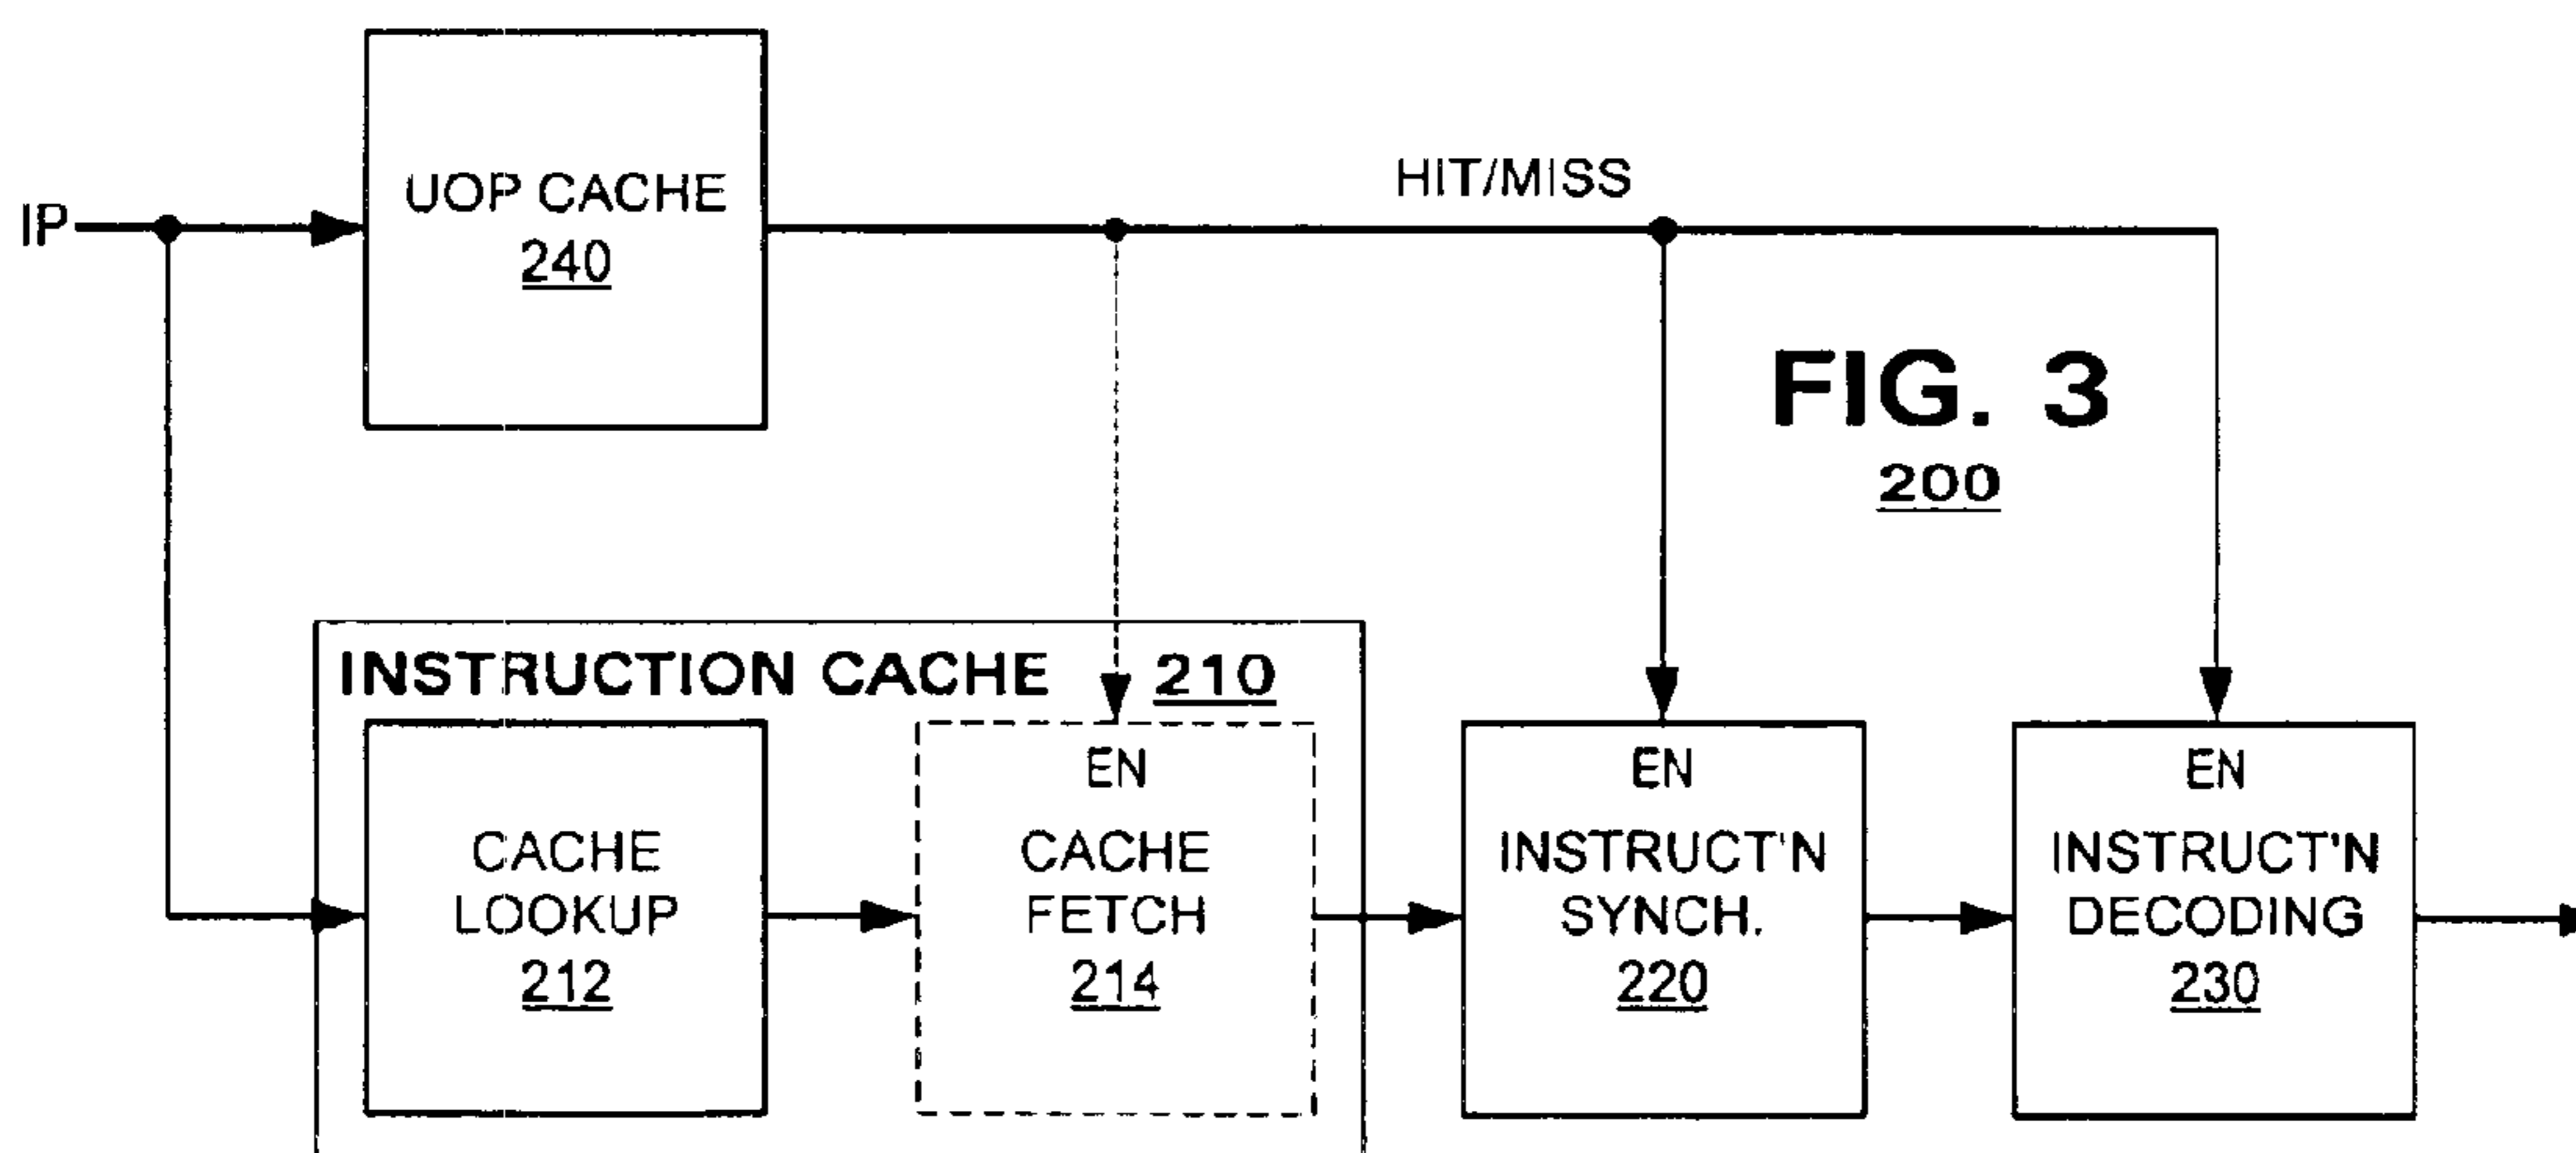 UOP CACHE
240
IP
HIT/MISS
FIG. 3
200
INSTRUCTION CACHE 210
CACHE
LOOKUP
212
EN
CACHE
FETCH
214
EN
INSTRUCT'N
SYNCH.
220
EN
INSTRUCT'N
DECODING
230